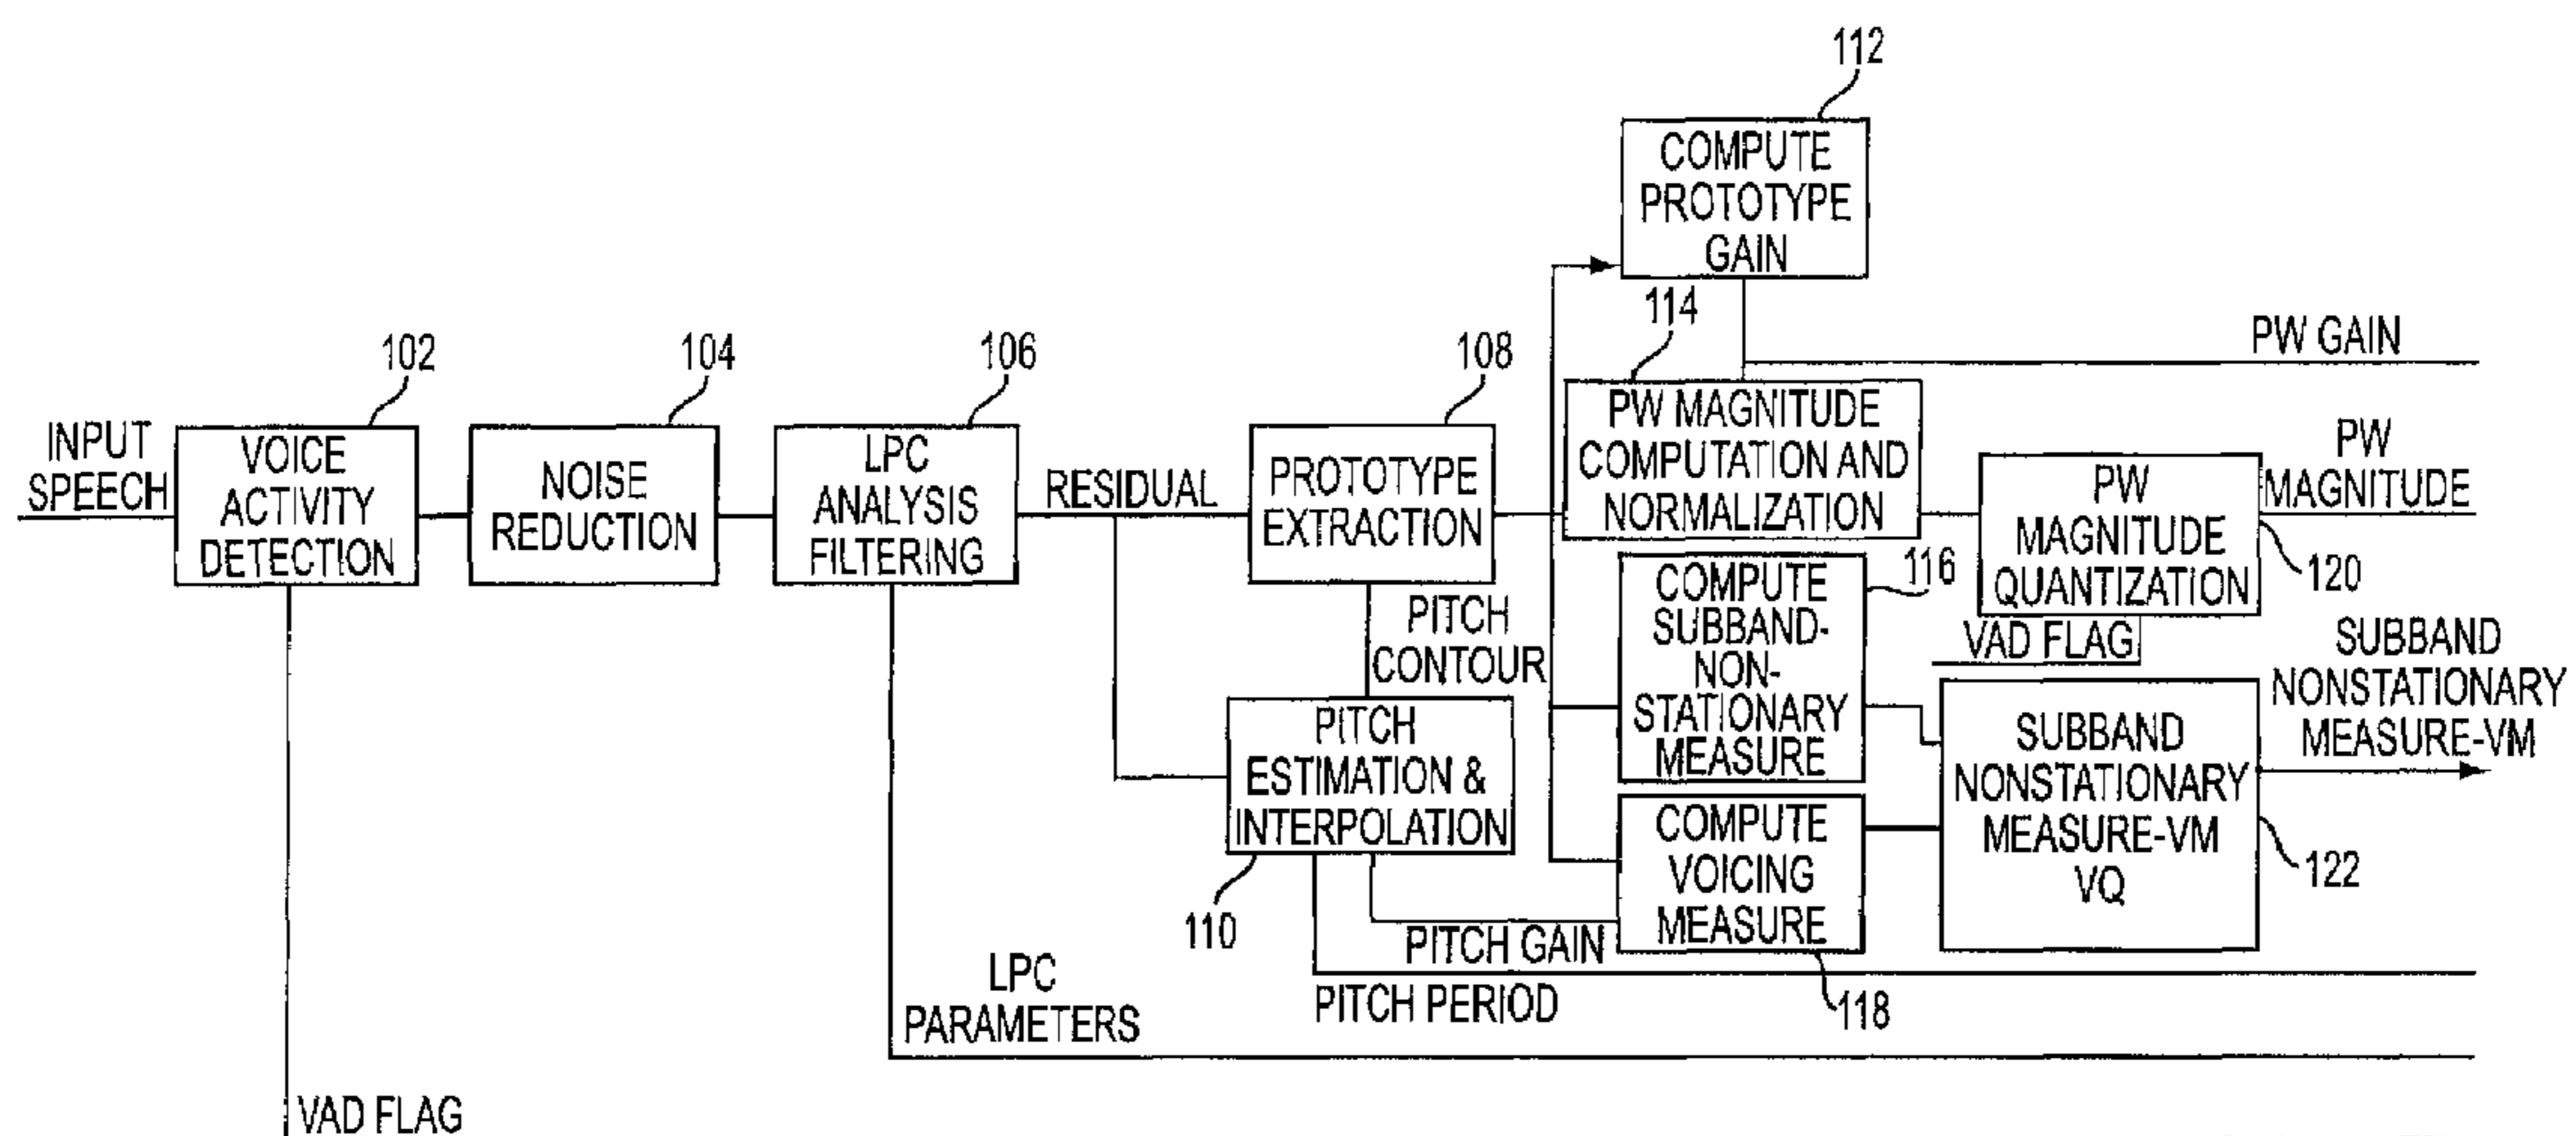 112
COMPUTE
PROTOTYPE
GAIN
114
PW GAIN
102
104
106
108
INPUT
SPEECH
VOICE
ACTIVITY
DETECTION
NOISE
REDUCTION
LPC
ANALYSIS
FILTERING
RESIDUAL
PROTOTYPE
EXTRACTION
PW MAGNITUDE
COMPUTATION AND
NORMALIZATION
PW
MAGNITUDE
QUANTIZATION
PW
MAGNITUDE
120
116
COMPUTE
SUBBAND-
NON-
STATIONARY
MEASURE
VAD FLAG
PITCH
CONTOUR
SUBBAND
NONSTATIONARY
MEASURE-VM
PITCH
ESTIMATION &
INTERPOLATION
110
COMPUTE
VOICING
MEASURE
SUBBAND
NONSTATIONARY
MEASURE-VM
VQ
122
PITCH GAIN
118
PITCH PERIOD
LPC
PARAMETERS
VAD FLAG